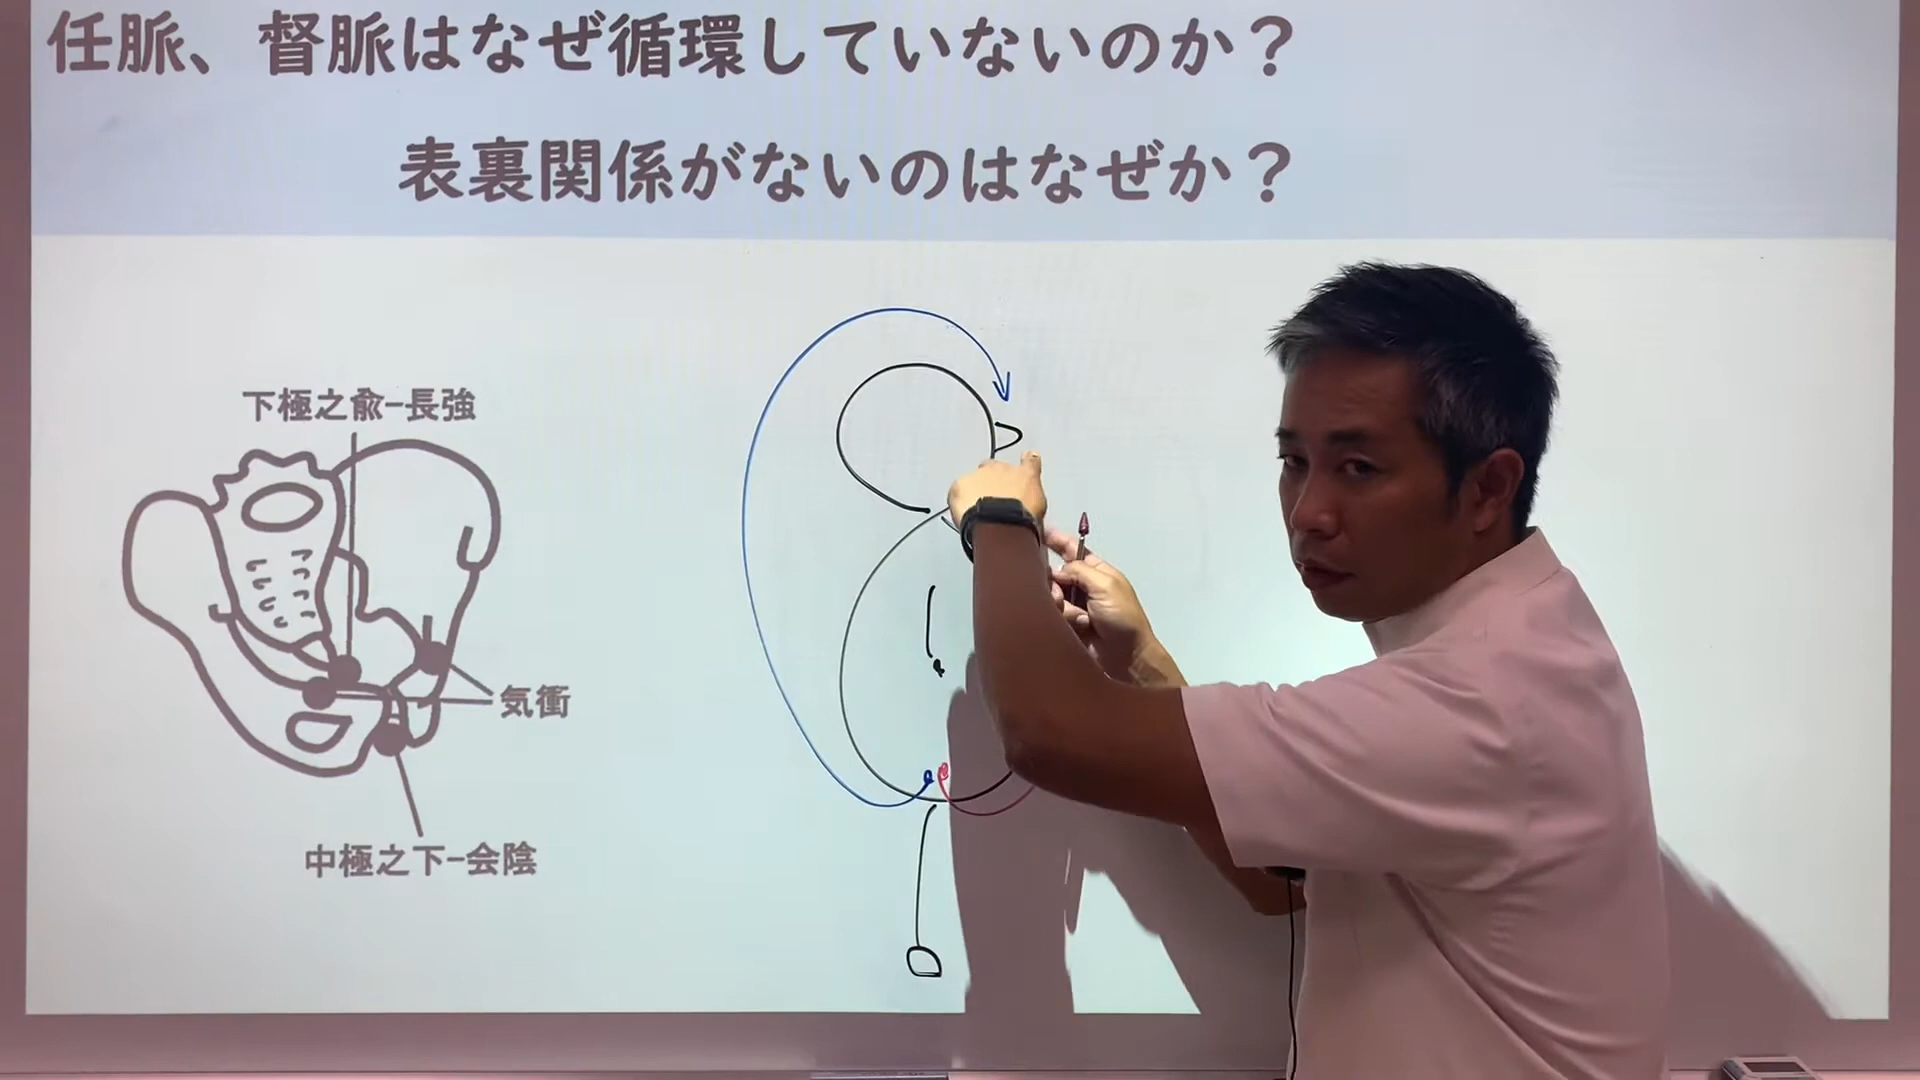 任脈、督脈はなぜ循環していないのか？
表裏関係がないのはなぜか？
下極之兪−長強
気衝
中極之下−会陰